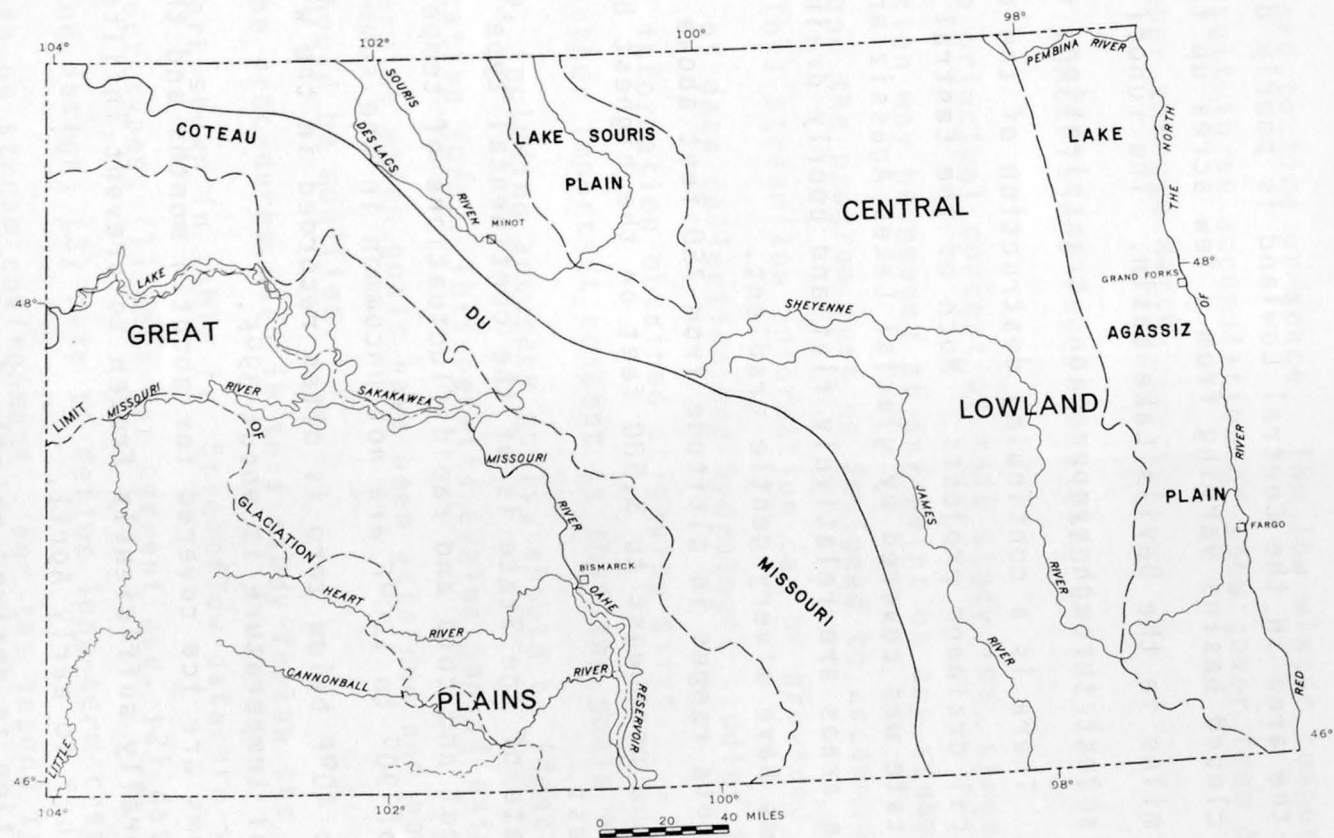 104°
102°
100°
98°
PEMBINA RIVER
SOURIS
DES LACS
RIVER
COTEAU
LAKE SOURIS
PLAIN
LAKE
NORTH
THE
MINOT
CENTRAL
LAKE
48°
GREAT
DU
SHEYENNE
GRAND FORKS
48°
OF
AGASSIZ
LIMIT
MISSOURI
RIVER
SAKAKAWEA
OF
LOWLAND
RIVER
MISSOURI
GLACIATION
RIVER
JAMES
PLAIN
FARGO
BISMARCK
MISSOURI
HEART
RIVER
OAHE
RIVER
CANNONBALL
RIVER
RIVER
PLAINS
RESERVOIR
RED
LITTLE
46°
46°
104°
102°
100°
98°
0 20 40 MILES